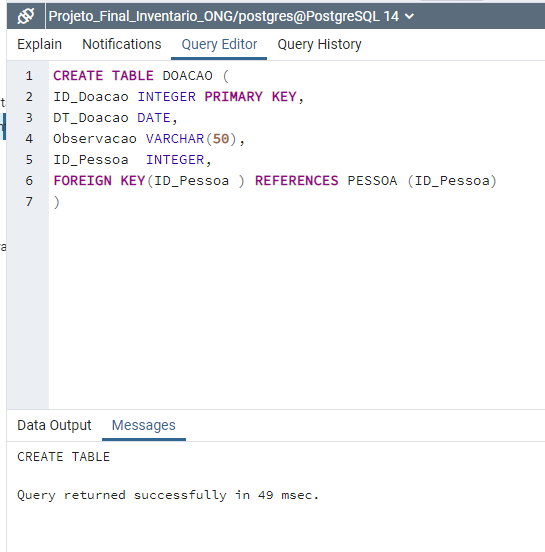 Projeto_Final_Inventario_ONG/postgres@PostgreSQL 14
Explain Notifications Query Editor Query History
1 CREATE TABLE DOACAO (
2 ID_Doacao INTEGER PRIMARY KEY,
3 DT_Doacao DATE,
4 Observacao VARCHAR(50),
5 ID_Pessoa  INTEGER,
6 FOREIGN KEY(ID_Pessoa ) REFERENCES PESSOA (ID_Pessoa)
7 )
Data Output Messages
CREATE TABLE
Query returned successfully in 49 msec.